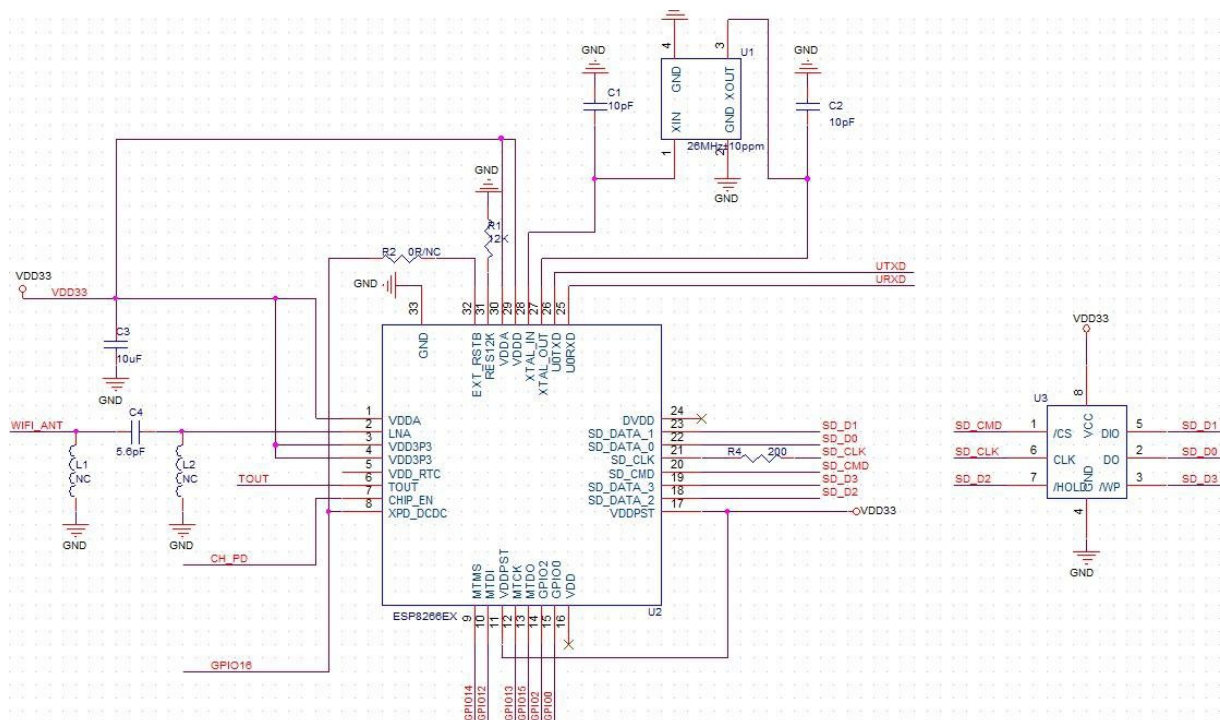 GND
4
3
U1
GND
XOUT
XIN
GND
1
2
26MHz±10ppm
GND
C1
10pF
GND
C2
10pF
GND
R1
12K
R2 0R/NC
GND
VDD33
VDD33
C3
10uF
GND
UTXD
URXD
33
32
31
30
29
28
27
26
25
GND
EXT_RSTB
RES12K
VDDA
VDDD
XTAL_IN
XTAL_OUT
U0TXD
U0RXD
WIFI_ANT
C4
5.6pF
L1
NC
L2
NC
GND
GND
TOUT
CH_PD
GPIO16
1 VDDA
2 LNA
3 VDD3P3
4 VDD3P3
5 VDD_RTC
6 TOUT
7 CHIP_EN
8 XPD_DCDC
DVDD 24
SD_DATA_1 23 SD_D1
SD_DATA_0 22 SD_D0
SD_CLK 21 R4 200 SD_CLK
SD_CMD 20 SD_CMD
SD_DATA_3 19 SD_D3
SD_DATA_2 18 SD_D2
VDDPST 17 VDD33
MTMS
MTDI
VDDPST
MTCK
MTDO
GPIO2
GPIO0
VDD
ESP8266EX
U2
9
10
11
12
13
14
15
16
GPIO14
GPIO12
GPIO13
GPIO15
GPIO2
GPIO0
VDD33
U3
8
VCC
SD_CMD 1 /CS DIO 5 SD_D1
SD_CLK 6 CLK DO 2 SD_D0
SD_D2 7 /HOLD /WP 3 SD_D3
GND
4
GND